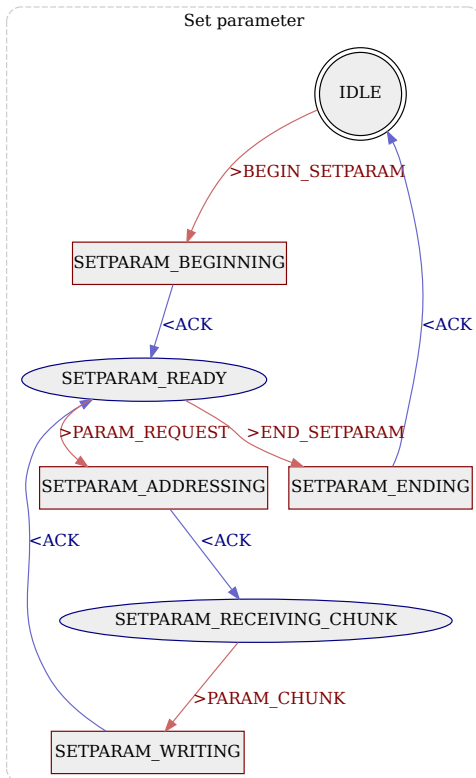 Set parameter
IDLE
>BEGIN_SETPARAM
SETPARAM_BEGINNING
<ACK
<ACK
SETPARAM_READY
>PARAM_REQUEST
>END_SETPARAM
SETPARAM_ADDRESSING
SETPARAM_ENDING
<ACK
<ACK
SETPARAM_RECEIVING_CHUNK
>PARAM_CHUNK
SETPARAM_WRITING